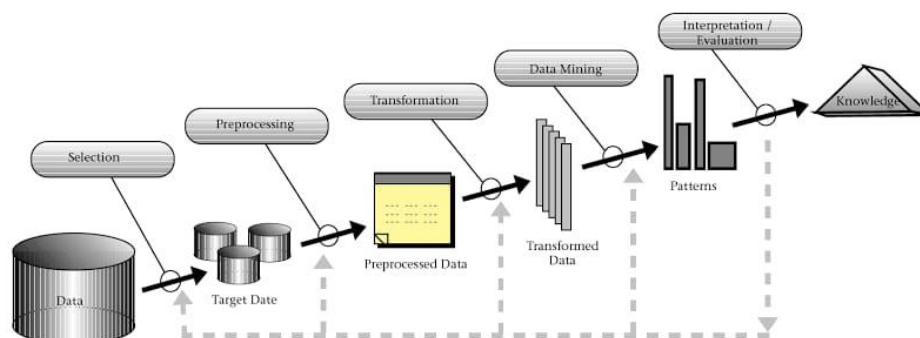 Interpretation /
Evaluation
Data Mining
Transformation
Preprocessing
Selection
Data
Target Date
Preprocessed Data
Transformed
Data
Patterns
Knowledge